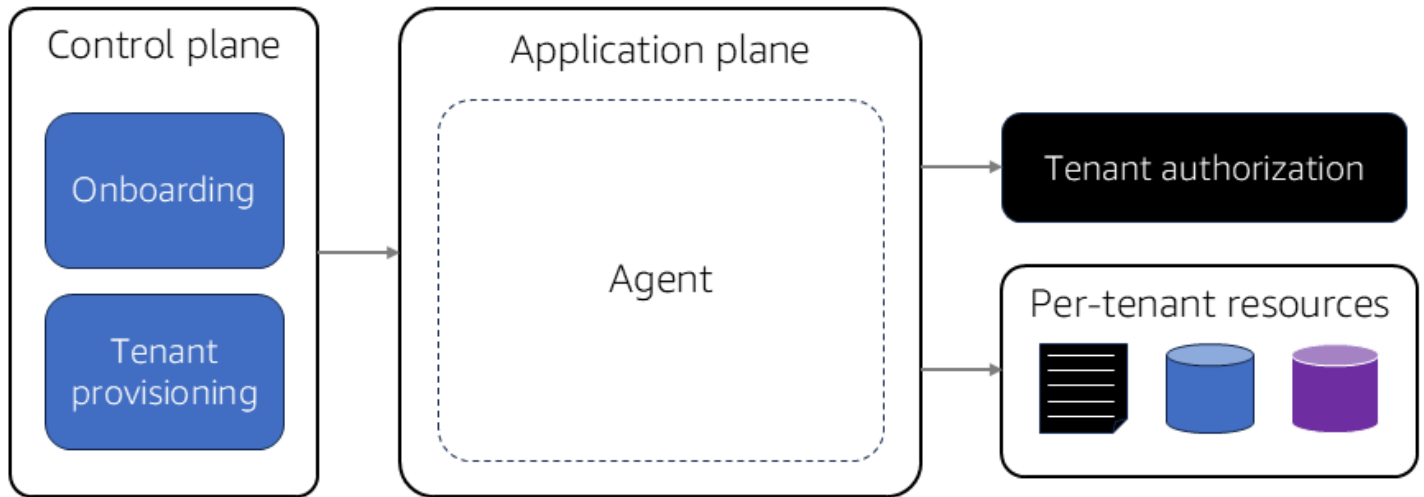 Control plane
Onboarding
Tenant
provisioning
Application plane
Agent
Tenant authorization
Per-tenant resources